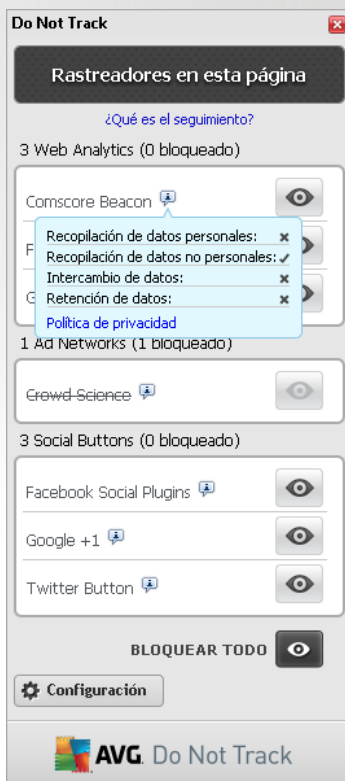 Do Not Track
Rastreadores en esta página
¿Qué es el seguimiento?
3 Web Analytics (0 bloqueado)
Comscore Beacon
Recopilación de datos personales:
Recopilación de datos no personales:
Intercambio de datos:
Retención de datos:
Política de privacidad
F
G
1 Ad Networks (1 bloqueado)
Crowd Science
3 Social Buttons (0 bloqueado)
Facebook Social Plugins
Google +1
Twitter Button
BLOQUEAR TODO
Configuración
AVG. Do Not Track